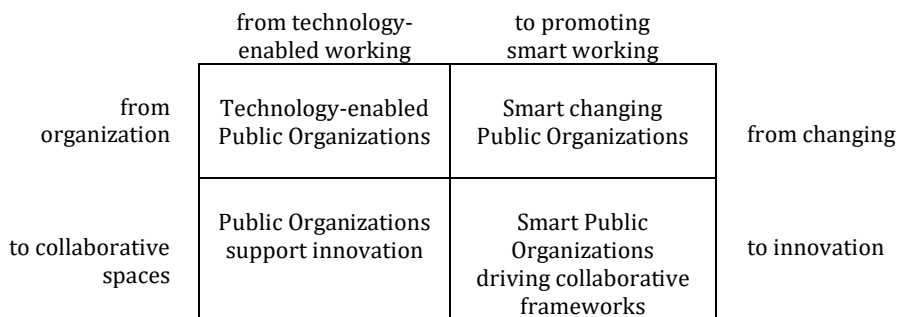 from technology-
enabled working
to promoting
smart working
from
organization
Technology-enabled
Public Organizations
Smart changing
Public Organizations
from changing
to collaborative
spaces
Public Organizations
support innovation
Smart Public
Organizations
driving collaborative
frameworks
to innovation